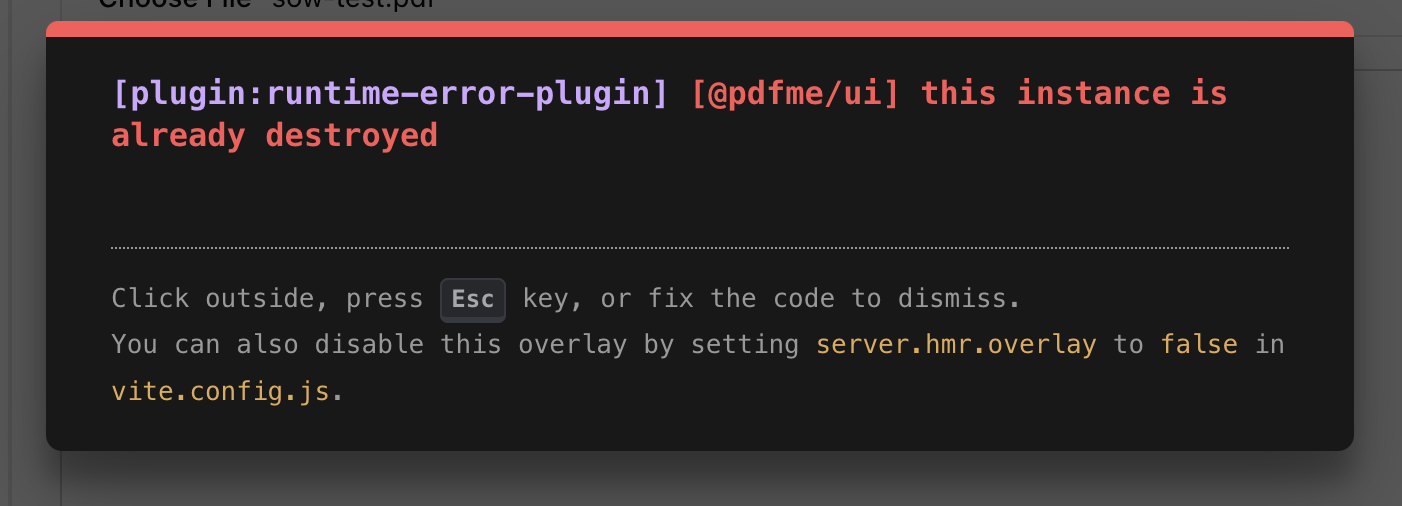 Choose File sow-test.pdf
[plugin:runtime-error-plugin] [@pdfme/ui] this instance is
already destroyed
Click outside, press Esc key, or fix the code to dismiss.
You can also disable this overlay by setting server.hmr.overlay to false in
vite.config.js.